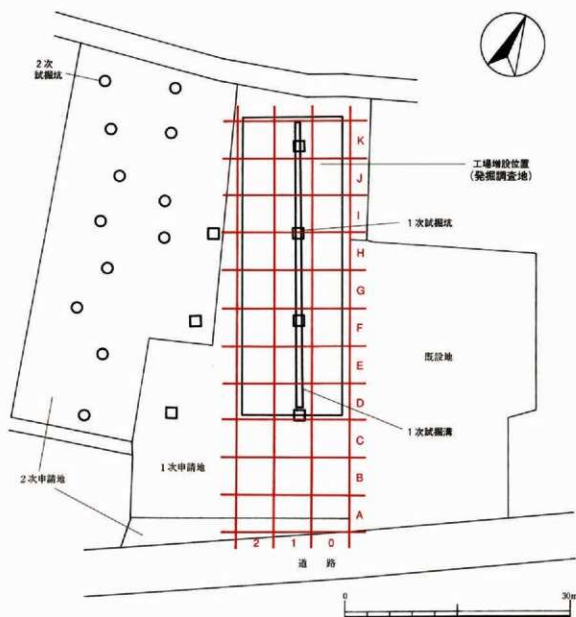 2次
試掘坑
工場増設位置
(発掘調査地)
1次試掘坑
K
J
I
H
G
F
E
D
C
B
A
既設地
1次試掘溝
1次申請地
2次申請地
2 1 0
道路
0 30m